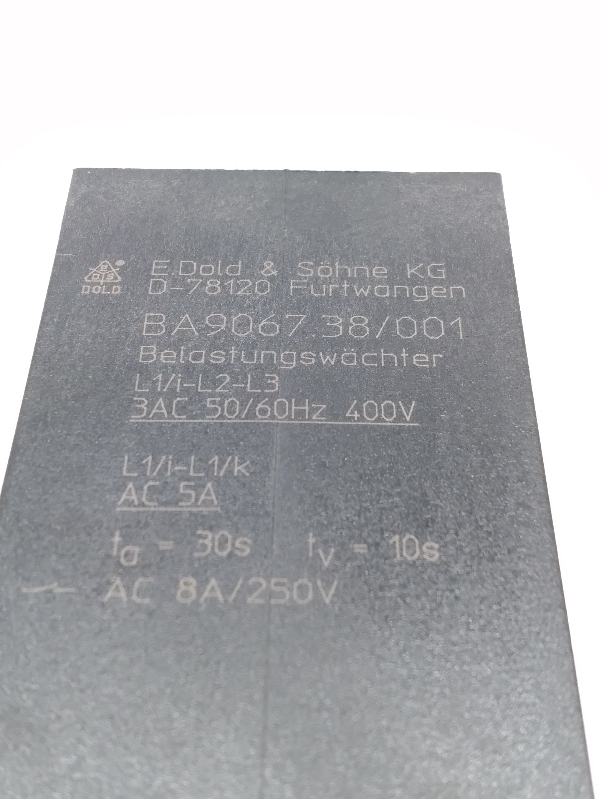 E.Dold & Söhne KG
DOLD D-78120 Furtwangen
BA9067.38/001
Belastungswächter
L1/i-L2-L3
3AC 50/60Hz 400V
L1/i-L1/k
AC 5A
ta = 30s tv = 10s
AC 8A/250V